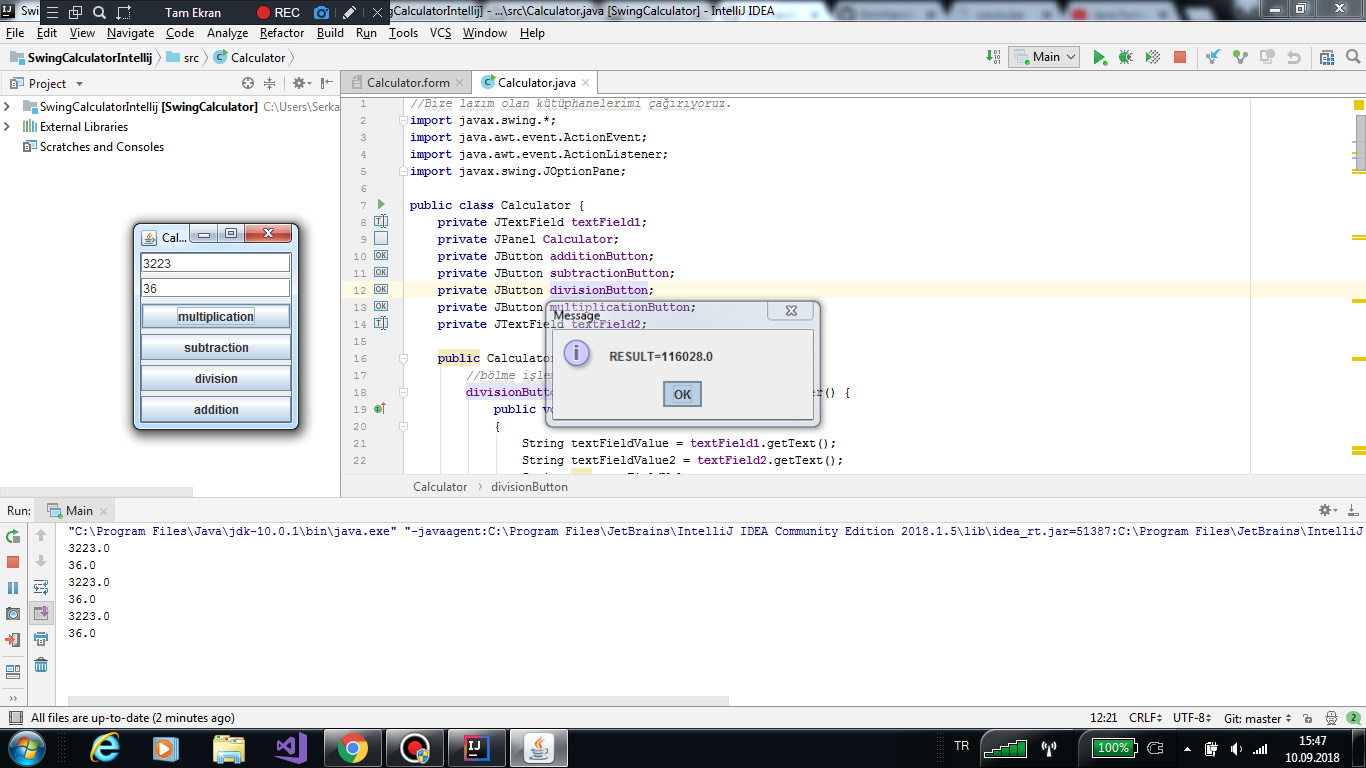 Tam Ekran REC
ngCalculatorIntellij] - ...\src\Calculator.java [SwingCalculator] - IntelliJ IDEA
File Edit View Navigate Code Analyze Refactor Build Run Tools VCS Window Help
SwingCalculatorIntellij src Calculator Main
Project
Calculator.form Calculator.java
SwingCalculatorIntellij [SwingCalculator] C:\Users\Serka
External Libraries
Scratches and Consoles
1 //Bize lazım olan kütüphanelerimi çağırıyoruz.
2 import javax.swing.*;
3 import java.awt.event.ActionEvent;
4 import java.awt.event.ActionListener;
5 import javax.swing.JOptionPane;
6
7 public class Calculator {
8 private JTextField textField1;
9 private JPanel Calculator;
10 private JButton additionButton;
11 private JButton subtractionButton;
12 private JButton divisionButton;
13 private JButton multiplicationButton;
14 private JTextField textField2;
15
16 public Calculator
17 //bölme işlem
18 divisionButto er() {
19 public vo
20 {
21 String textFieldValue = textField1.getText();
22 String textFieldValue2 = textField2.getText();
Cal...
3223
36
multiplication
subtraction
division
addition
Message
RESULT=116028.0
OK
Calculator divisionButton
Run: Main
"C:\Program Files\Java\jdk-10.0.1\bin\java.exe" "-javaagent:C:\Program Files\JetBrains\IntelliJ IDEA Community Edition 2018.1.5\lib\idea_rt.jar=51387:C:\Program Files\JetBrains\IntelliJ
3223.0
36.0
3223.0
36.0
3223.0
36.0
All files are up-to-date (2 minutes ago) 12:21 CRLF UTF-8 Git: master 2
TR 100% 15:47
10.09.2018